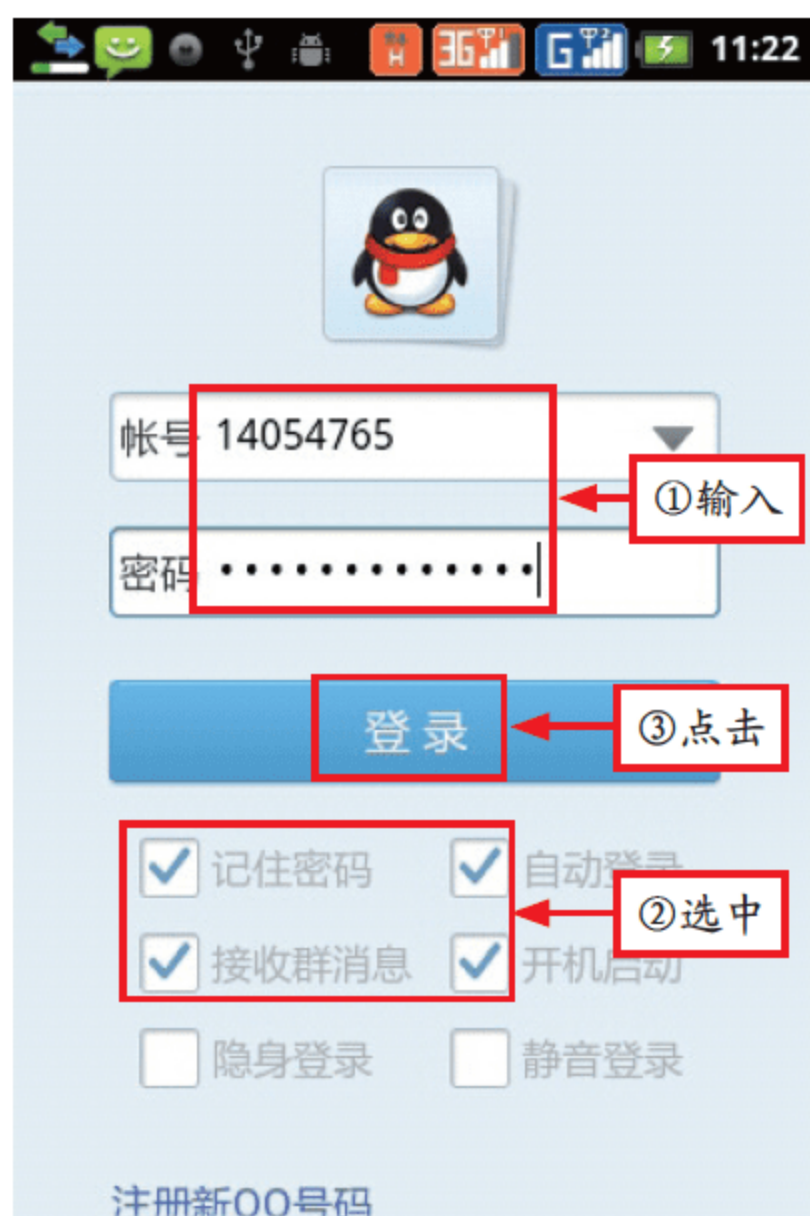 H 3G G 2 11:22
帐号 14054765
①输入
密码 •••••••••••••
登录
③点击
记住密码 自动登录
②选中
接收群消息 开机启动
隐身登录 静音登录
注册新QQ号码